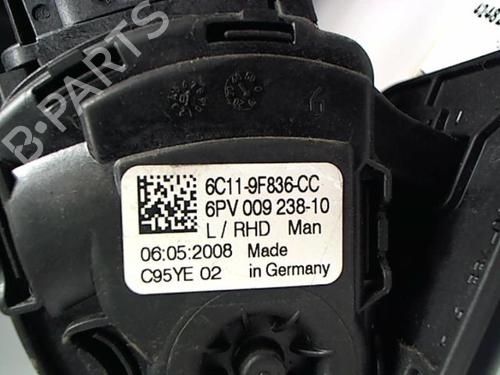 B-PARTS
6C11-9F836-CC
6PV 009 238-10
L / RHD Man
06:05:2008 Made
C95YE 02 in Germany